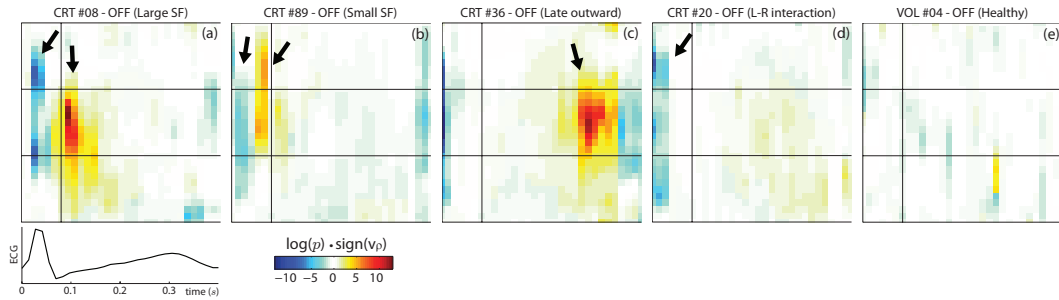 CRT #08 - OFF (Large SF)
CRT #89 - OFF (Small SF)
CRT #36 - OFF (Late outward)
CRT #20 - OFF (L-R interaction)
VOL #04 - OFF (Healthy)
(a)
(b)
(c)
(d)
(e)
ECG
0 0.1 0.2 0.3 time (s)
log(p) • sign(vρ)
−10 −5 0 5 10